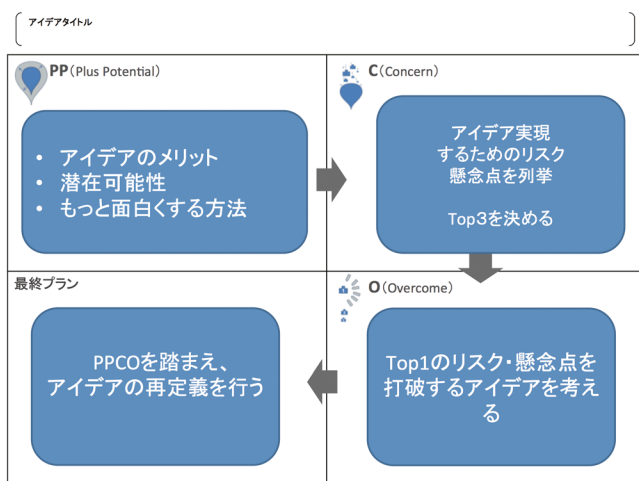 アイデアタイトル
PP(Plus Potential)
• アイデアのメリット
• 潜在可能性
• もっと面白くする方法
C(Concern)
アイデア実現
するためのリスク
懸念点を列挙
Top3を決める
O(Overcome)
Top1のリスク・懸念点を
打破するアイデアを考え
る
最終プラン
PPCOを踏まえ、
アイデアの再定義を行う